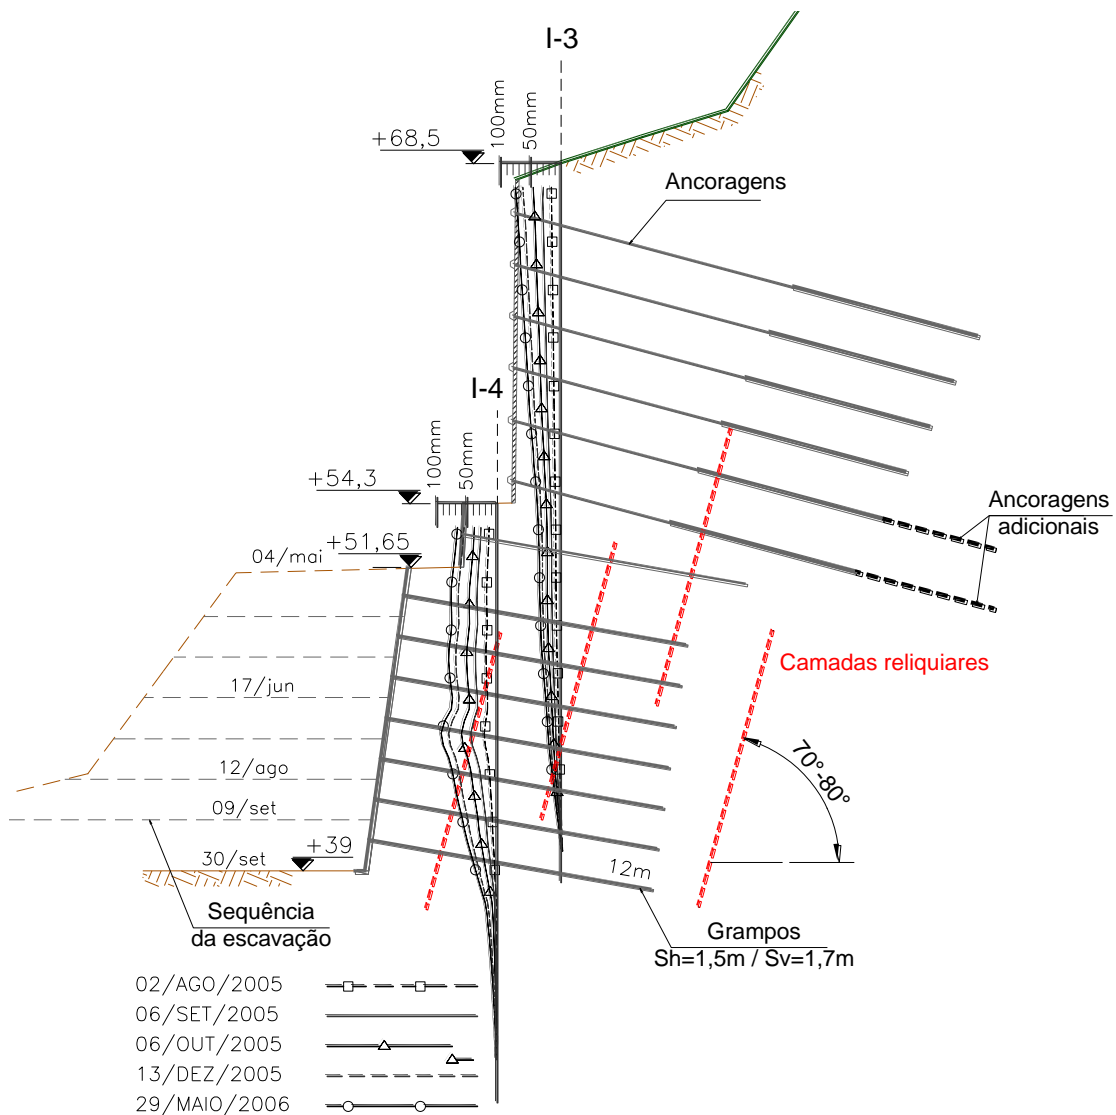 I-3
100mm
50mm
+68,5
Ancoragens
I-4
100mm
50mm
+54,3
Ancoragens
adicionais
+51,65
04/mai
Camadas reliquiares
17/jun
70°-80°
12/ago
09/set
+39
30/set
12m
Sequência
da escavação
Grampos
Sh=1,5m / Sv=1,7m
02/AGO/2005
06/SET/2005
06/OUT/2005
13/DEZ/2005
29/MAIO/2006